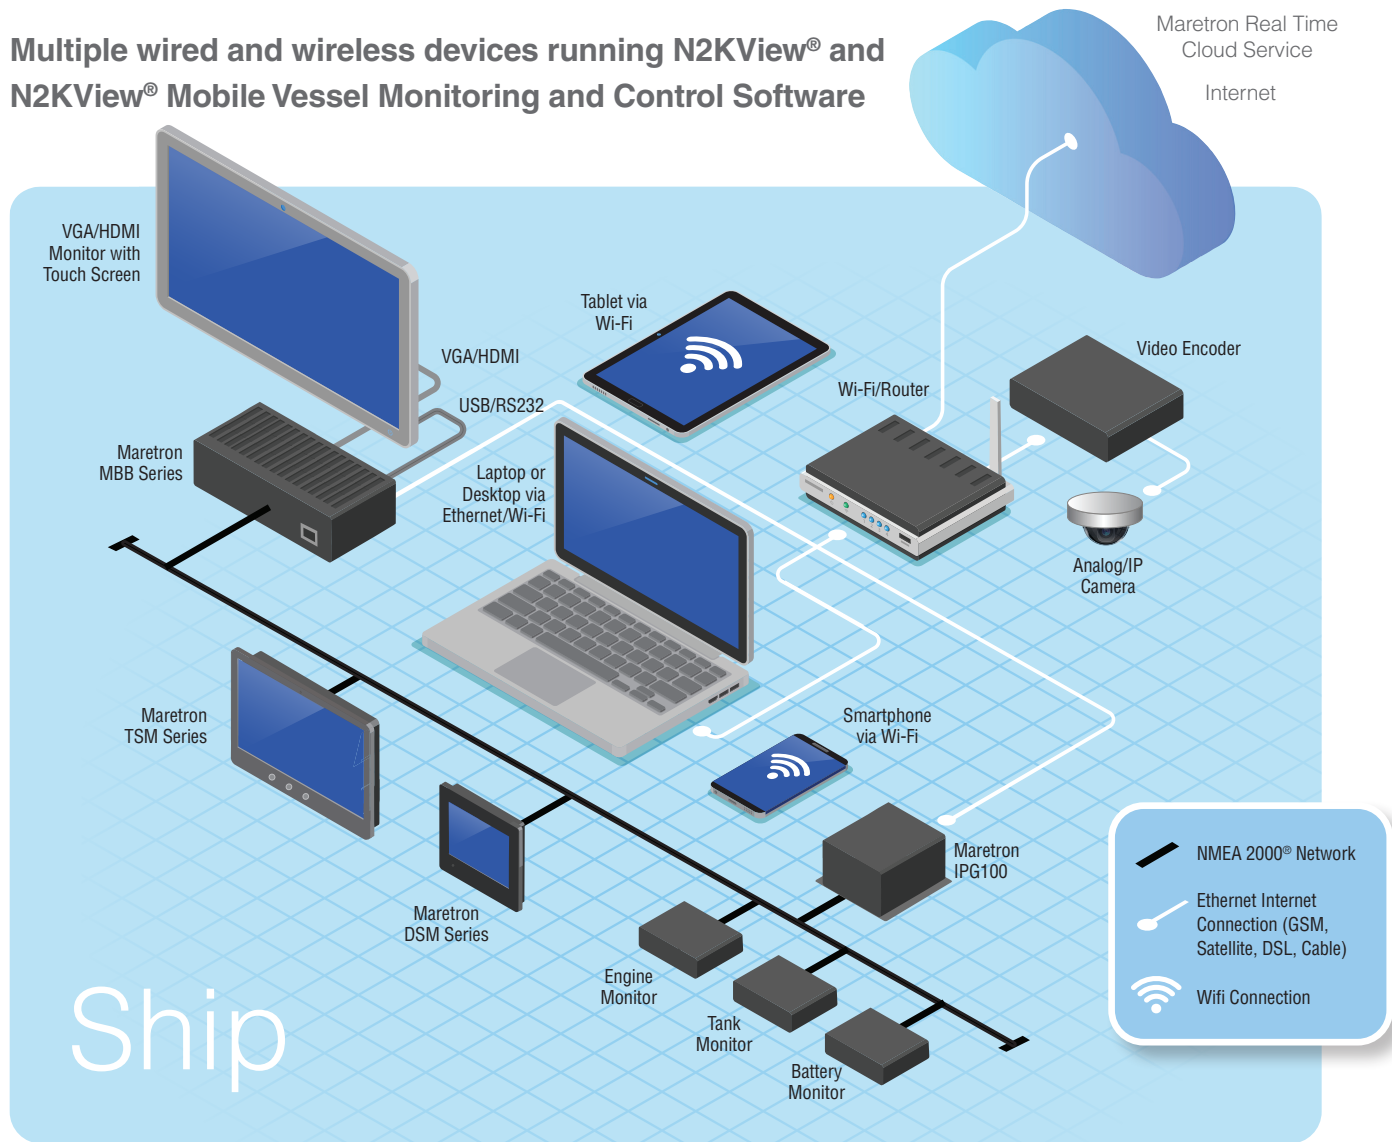 Multiple wired and wireless devices running N2KView® and
N2KView® Mobile Vessel Monitoring and Control Software
Maretron Real Time
Cloud Service
Internet
VGA/HDMI
Monitor with
Touch Screen
Tablet via
Wi-Fi
VGA/HDMI
Video Encoder
Wi-Fi/Router
USB/RS232
Maretron
MBB Series
Laptop or
Desktop via
Ethernet/Wi-Fi
Analog/IP
Camera
Maretron
TSM Series
Smartphone
via Wi-Fi
Maretron
IPG100
Maretron
DSM Series
Engine
Monitor
Tank
Monitor
Battery
Monitor
Ship
NMEA 2000® Network
Ethernet Internet
Connection (GSM,
Satellite, DSL, Cable)
Wifi Connection